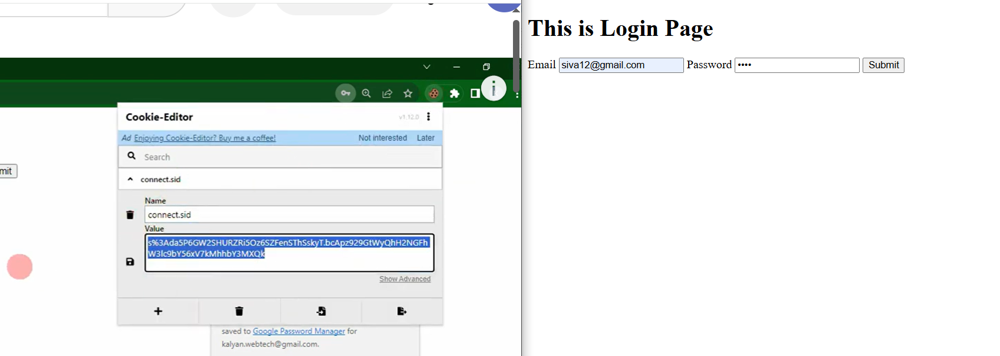 This is Login Page
Email siva12@gmail.com Password •••• Submit
mit
Cookie-Editor v1.12.0
Ad Enjoying Cookie-Editor? Buy me a coffee! Not interested Later
Search
connect.sid
Name
connect.sid
Value
s%3Ada5P6GW2SHURZRi5Oz6SZFenSThSskyT.bcApz929GtWyQhH2NGFh
W3lc9bY56xV7kMhhbY3MXQk
Show Advanced
saved to Google Password Manager for
kalyan.webtech@gmail.com.